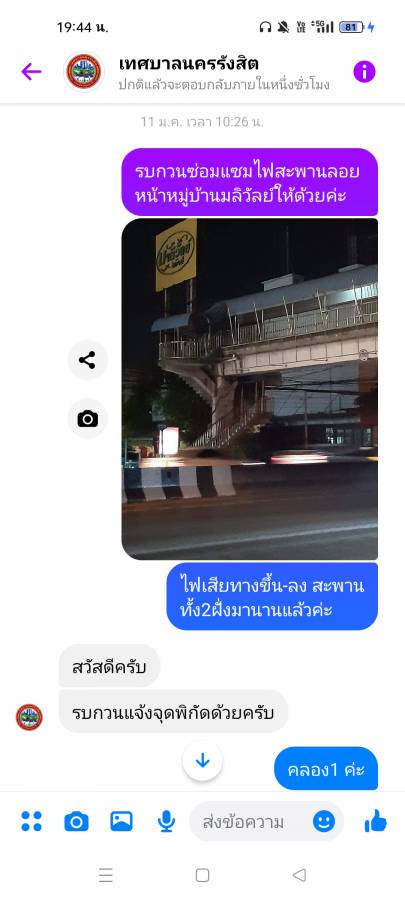 19:44 น.
5G
81
เทศบาลนครรังสิต
ปกติแล้วจะตอบกลับภายในหนึ่งชั่วโมง
11 ม.ค. เวลา 10:26 น.
รบกวนซ่อมแซมไฟสะพานลอย
หน้าหมู่บ้านมลิวัลย์ให้ด้วยค่ะ
ไฟเสียทางขึ้น-ลง สะพาน
ทั้ง2ฝั่งมานานแล้วค่ะ
สวัสดีครับ
รบกวนแจ้งจุดพิกัดด้วยครับ
คลอง1 ค่ะ
ส่งข้อความ